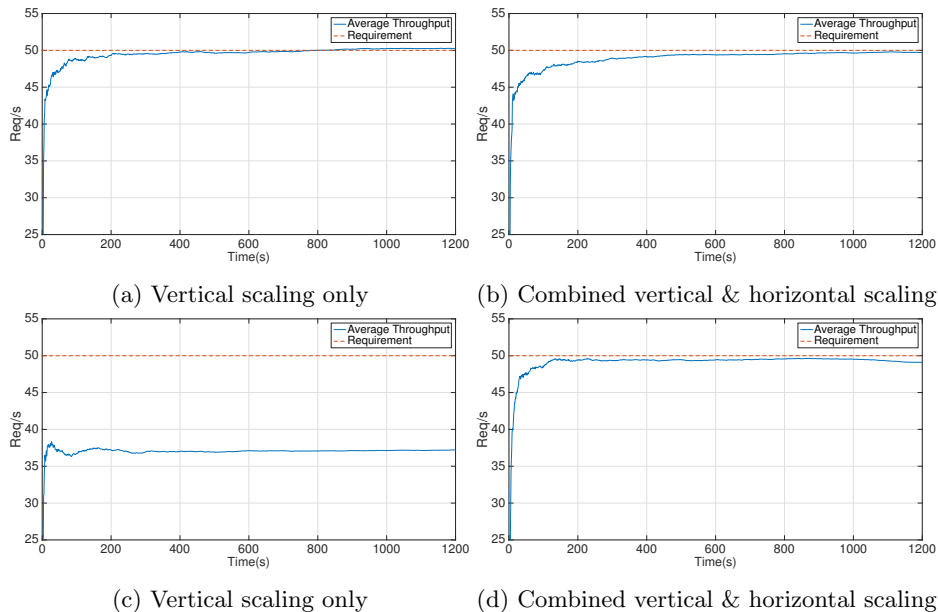 55
50
45
40
35
30
25
Req/s
0 200 400 600 800 1000 1200
Time(s)
Average Throughput
Requirement
(a) Vertical scaling only
55
50
45
40
35
30
25
Req/s
0 200 400 600 800 1000 1200
Time(s)
Average Throughput
Requirement
(b) Combined vertical & horizontal scaling
55
50
45
40
35
30
25
Req/s
0 200 400 600 800 1000 1200
Time(s)
Average Throughput
Requirement
(c) Vertical scaling only
55
50
45
40
35
30
25
Req/s
0 200 400 600 800 1000 1200
Time(s)
Average Throughput
Requirement
(d) Combined vertical & horizontal scaling